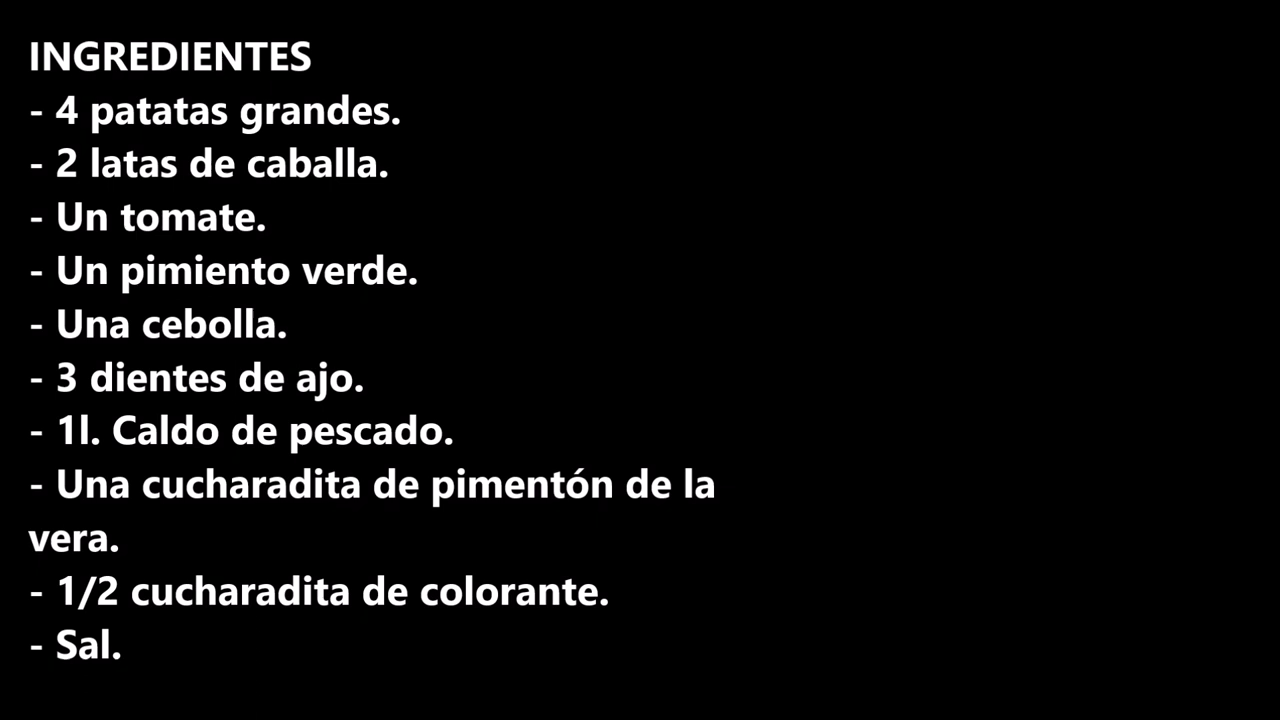 INGREDIENTES
- 4 patatas grandes.
- 2 latas de caballa.
- Un tomate.
- Un pimiento verde.
- Una cebolla.
- 3 dientes de ajo.
- 1l. Caldo de pescado.
- Una cucharadita de pimentón de la
vera.
- 1/2 cucharadita de colorante.
- Sal.